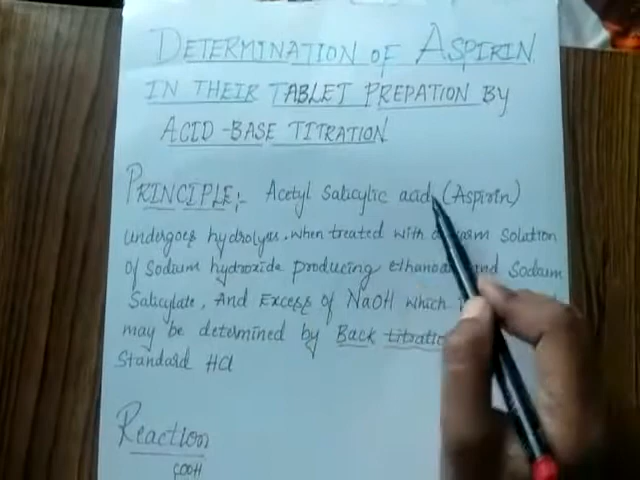 DETERMINATION OF ASPIRIN
IN THEIR TABLET PREPATION BY
ACID-BASE TITRATION
PRINCIPLE:- Acetyl Salicylic acid (Aspirin)
undergoes hydrolysis. when treated with solution
of Sodium hydroxide producing and Sodium
Salicylate, And Excess of NaOH which
may be determined by Back
Standard HCl
Reaction
COOH